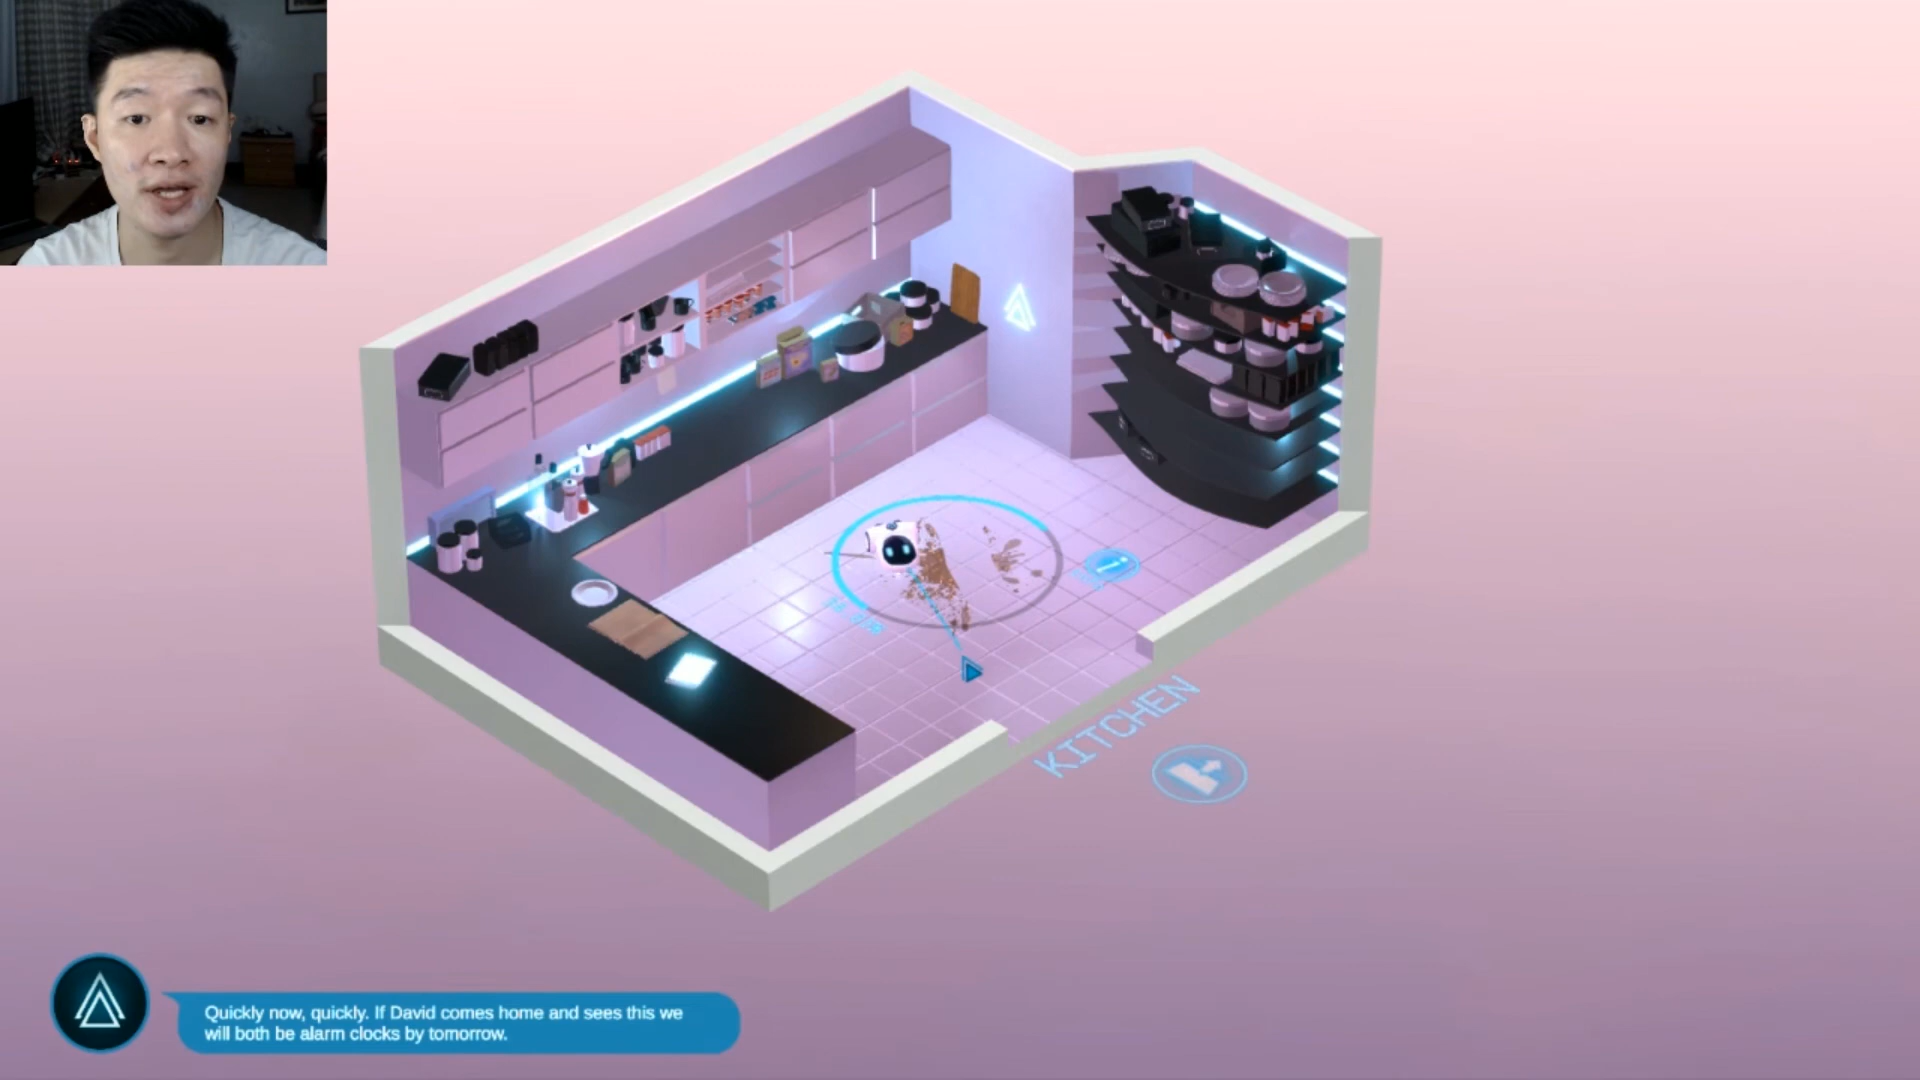 KITCHEN
Quickly now, quickly. If David comes home and sees this we
will both be alarm clocks by tomorrow.